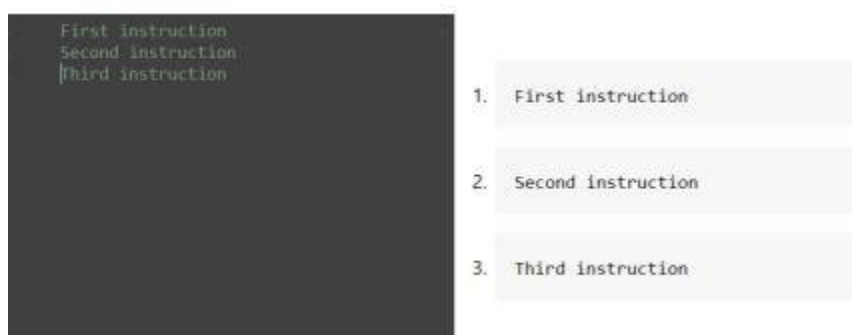 First instruction
Second instruction
Third instruction
1. First instruction
2. Second instruction
3. Third instruction